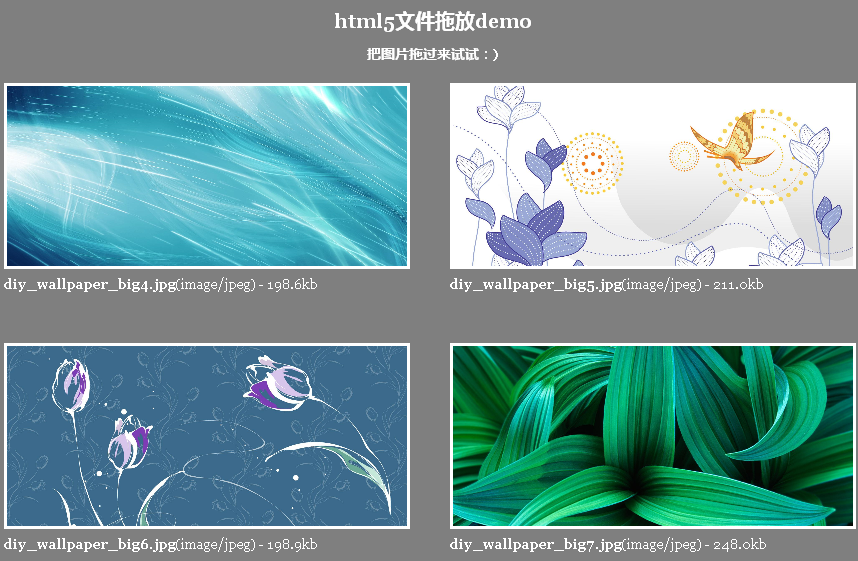 html5文件拖放demo
把图片拖过来试试：)
diy_wallpaper_big4.jpg(image/jpeg) - 198.6kb
diy_wallpaper_big5.jpg(image/jpeg) - 211.0kb
diy_wallpaper_big6.jpg(image/jpeg) - 198.9kb
diy_wallpaper_big7.jpg(image/jpeg) - 248.0kb